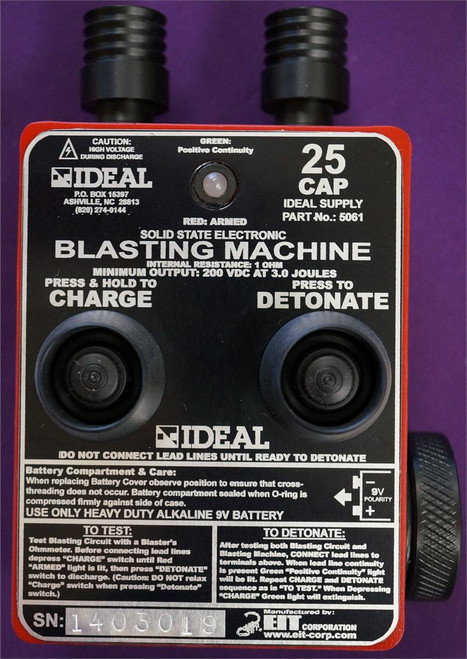 CAUTION:
HIGH VOLTAGE
DURING DISCHARGE
GREEN:
Positive Continuity
25
CAP
IDEAL SUPPLY
PART-No.: 5061
IDEAL
P.O. BOX 15397
ASHVILLE, NC 28813
(828) 274-0144
RED: ARMED
SOLID STATE ELECTRONIC
BLASTING MACHINE
INTERNAL RESISTANCE: 1 OHM
MINIMUM OUTPUT: 200 VDC AT 3.0 JOULES
PRESS & HOLD TO
CHARGE
PRESS TO
DETONATE
IDEAL
DO NOT CONNECT LEAD LINES UNTIL READY TO DETONATE
Battery Compartment & Care:
When replacing Battery Cover observe position to ensure that cross-
threading does not occur. Battery compartment sealed when O-ring is
compressed firmly against side of case.
USE ONLY HEAVY DUTY ALKALINE 9V BATTERY
-
9V
POLARITY
+
TO TEST:
Test Blasting Circuit with a Blaster's
Ohmmeter. Before connecting lead lines
depress "CHARGE" switch until Red
"ARMED" light is lit, then press "DETONATE"
switch to discharge. (Caution: DO NOT relax
"Charge" switch when pressing "Detonate"
switch.)
TO DETONATE:
After testing both Blasting Circuit and
Blasting Machine, CONNECT lead lines to
terminals above. When lead line continuity
is present Green "Positive Continuity" light
will be lit. Repeat CHARGE and DETONATE
sequence as in "TO TEST." When Depressing
"CHARGE" Green light will extinguish.
SN: 1403019
Manufactured by:
EIT CORPORATION
www.eit-corp.com